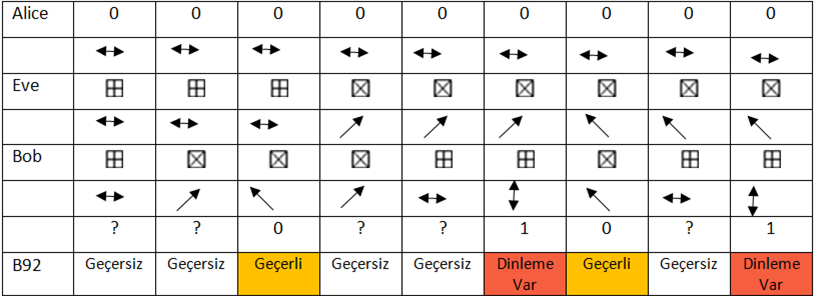 Alice 0 0 0 0 0 0 0 0 0
Eve
Bob
? ? 0 ? ? 1 0 ? 1
B92 Geçersiz Geçersiz Geçerli Geçersiz Geçersiz Dinleme Var Geçerli Geçersiz Dinleme Var